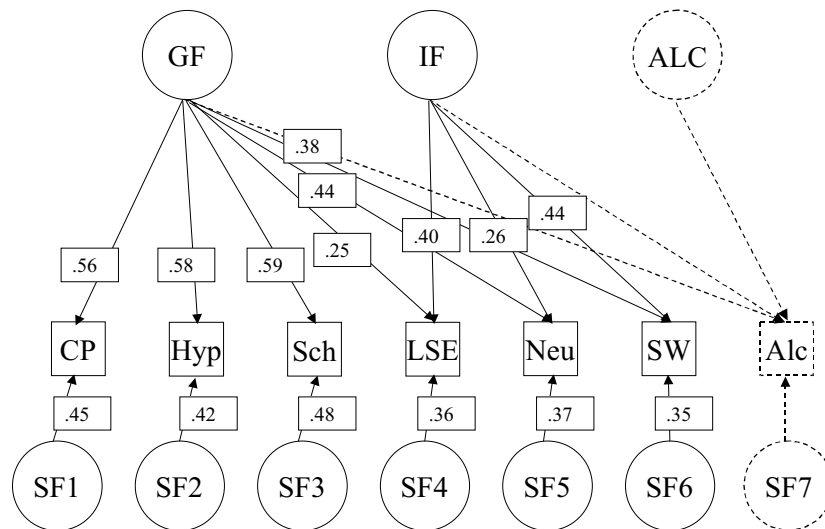 GF IF ALC
.38
.44 .44
.56 .58 .59 .25 .40 .26
CP Hyp Sch LSE Neu SW Alc
.45 .42 .48 .36 .37 .35
SF1 SF2 SF3 SF4 SF5 SF6 SF7